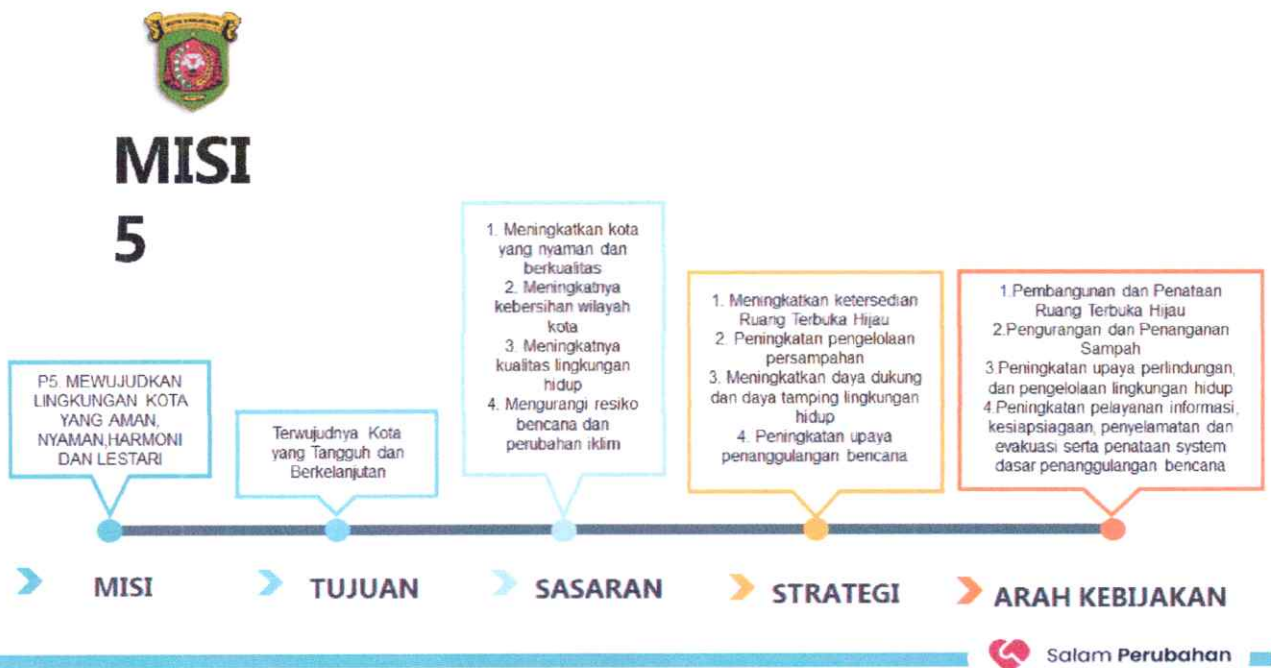 MISI
5
P5. MEWUJUDKAN
LINGKUNGAN KOTA
YANG AMAN,
NYAMAN,HARMONI
DAN LESTARI
Terwujudnya Kota
yang Tangguh dan
Berkelanjutan
1. Meningkatkan kota
yang nyaman dan
berkualitas
2. Meningkatnya
kebersihan wilayah
kota
3. Meningkatnya
kualitas lingkungan
hidup
4. Mengurangi resiko
bencana dan
perubahan iklim
1. Meningkatkan ketersedian
Ruang Terbuka Hijau
2. Peningkatan pengelolaan
persampahan
3. Meningkatkan daya dukung
dan daya tamping lingkungan
hidup
4. Peningkatan upaya
penanggulangan bencana
1.Pembangunan dan Penataan
Ruang Terbuka Hijau
2.Pengurangan dan Penanganan
Sampah
3.Peningkatan upaya perlindungan,
dan pengelolaan lingkungan hidup
4.Peningkatan pelayanan informasi,
kesiapsiagaan, penyelamatan dan
evakuasi serta penataan system
dasar penanggulangan bencana
MISI
TUJUAN
SASARAN
STRATEGI
ARAH KEBIJAKAN
Salam Perubahan